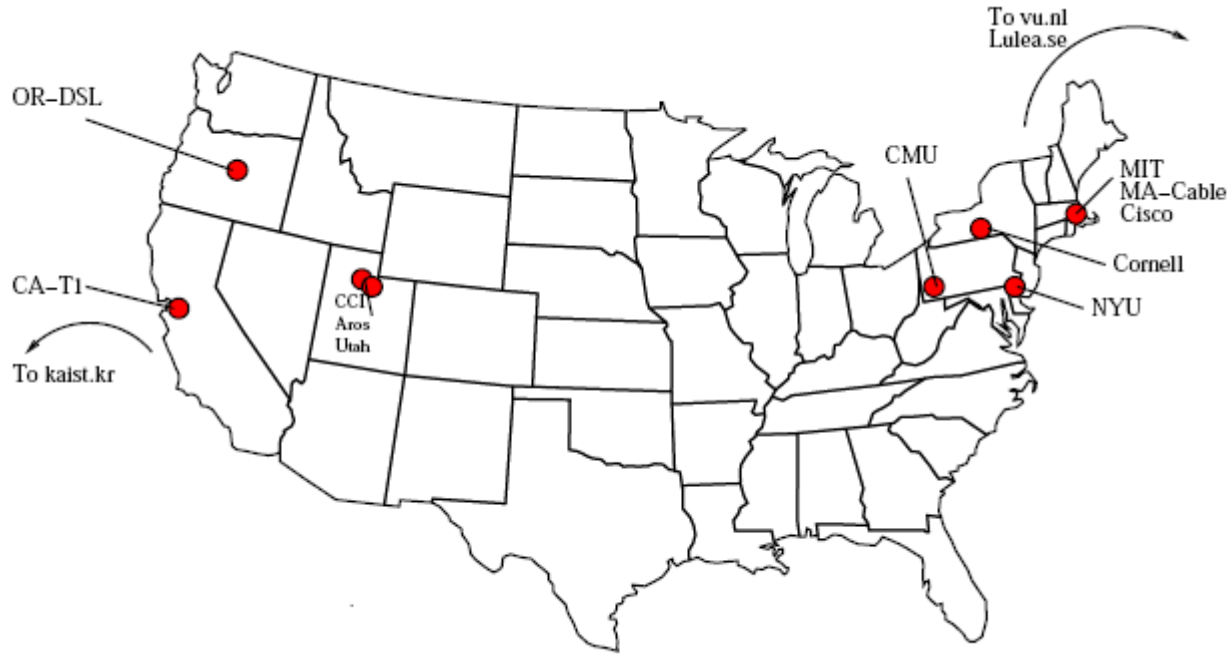 To vu.nl
Lulea.se
OR-DSL
CMU
MIT
MA-Cable
Cisco
Cornell
CA-T1
NYU
CCI
Aros
Utah
To kaist.kr